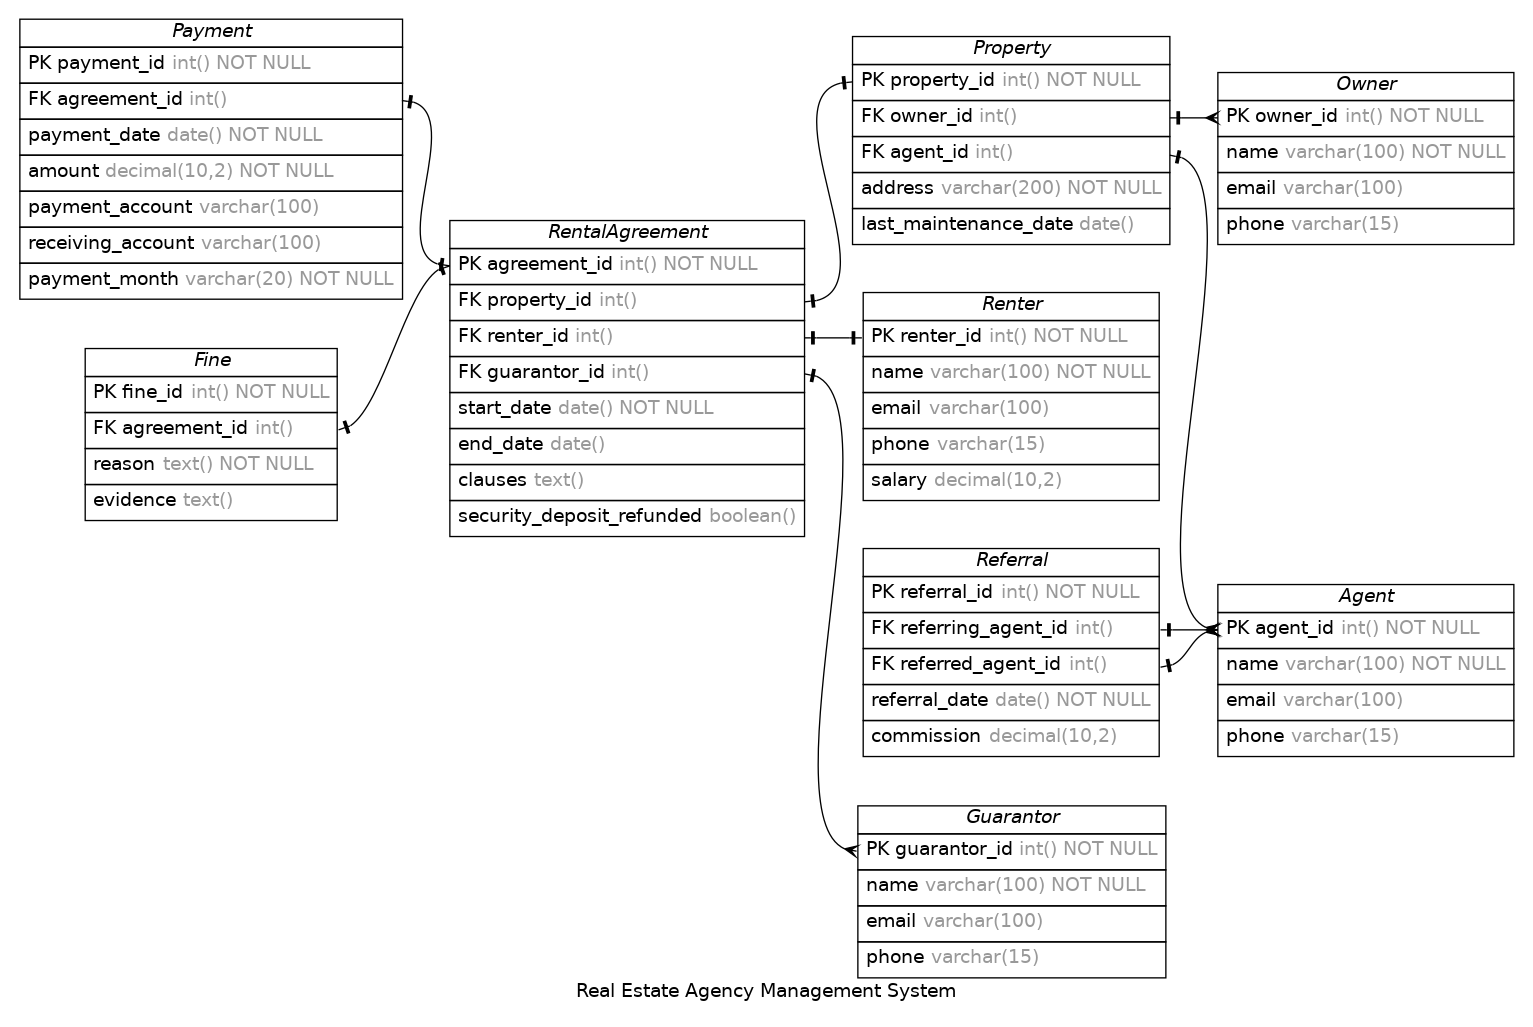 Payment
PK payment_id int() NOT NULL
FK agreement_id int()
payment_date date() NOT NULL
amount decimal(10,2) NOT NULL
payment_account varchar(100)
receiving_account varchar(100)
payment_month varchar(20) NOT NULL
Fine
PK fine_id int() NOT NULL
FK agreement_id int()
reason text() NOT NULL
evidence text()
RentalAgreement
PK agreement_id int() NOT NULL
FK property_id int()
FK renter_id int()
FK guarantor_id int()
start_date date() NOT NULL
end_date date()
clauses text()
security_deposit_refunded boolean()
Property
PK property_id int() NOT NULL
FK owner_id int()
FK agent_id int()
address varchar(200) NOT NULL
last_maintenance_date date()
Renter
PK renter_id int() NOT NULL
name varchar(100) NOT NULL
email varchar(100)
phone varchar(15)
salary decimal(10,2)
Referral
PK referral_id int() NOT NULL
FK referring_agent_id int()
FK referred_agent_id int()
referral_date date() NOT NULL
commission decimal(10,2)
Guarantor
PK guarantor_id int() NOT NULL
name varchar(100) NOT NULL
email varchar(100)
phone varchar(15)
Owner
PK owner_id int() NOT NULL
name varchar(100) NOT NULL
email varchar(100)
phone varchar(15)
Agent
PK agent_id int() NOT NULL
name varchar(100) NOT NULL
email varchar(100)
phone varchar(15)
Real Estate Agency Management System